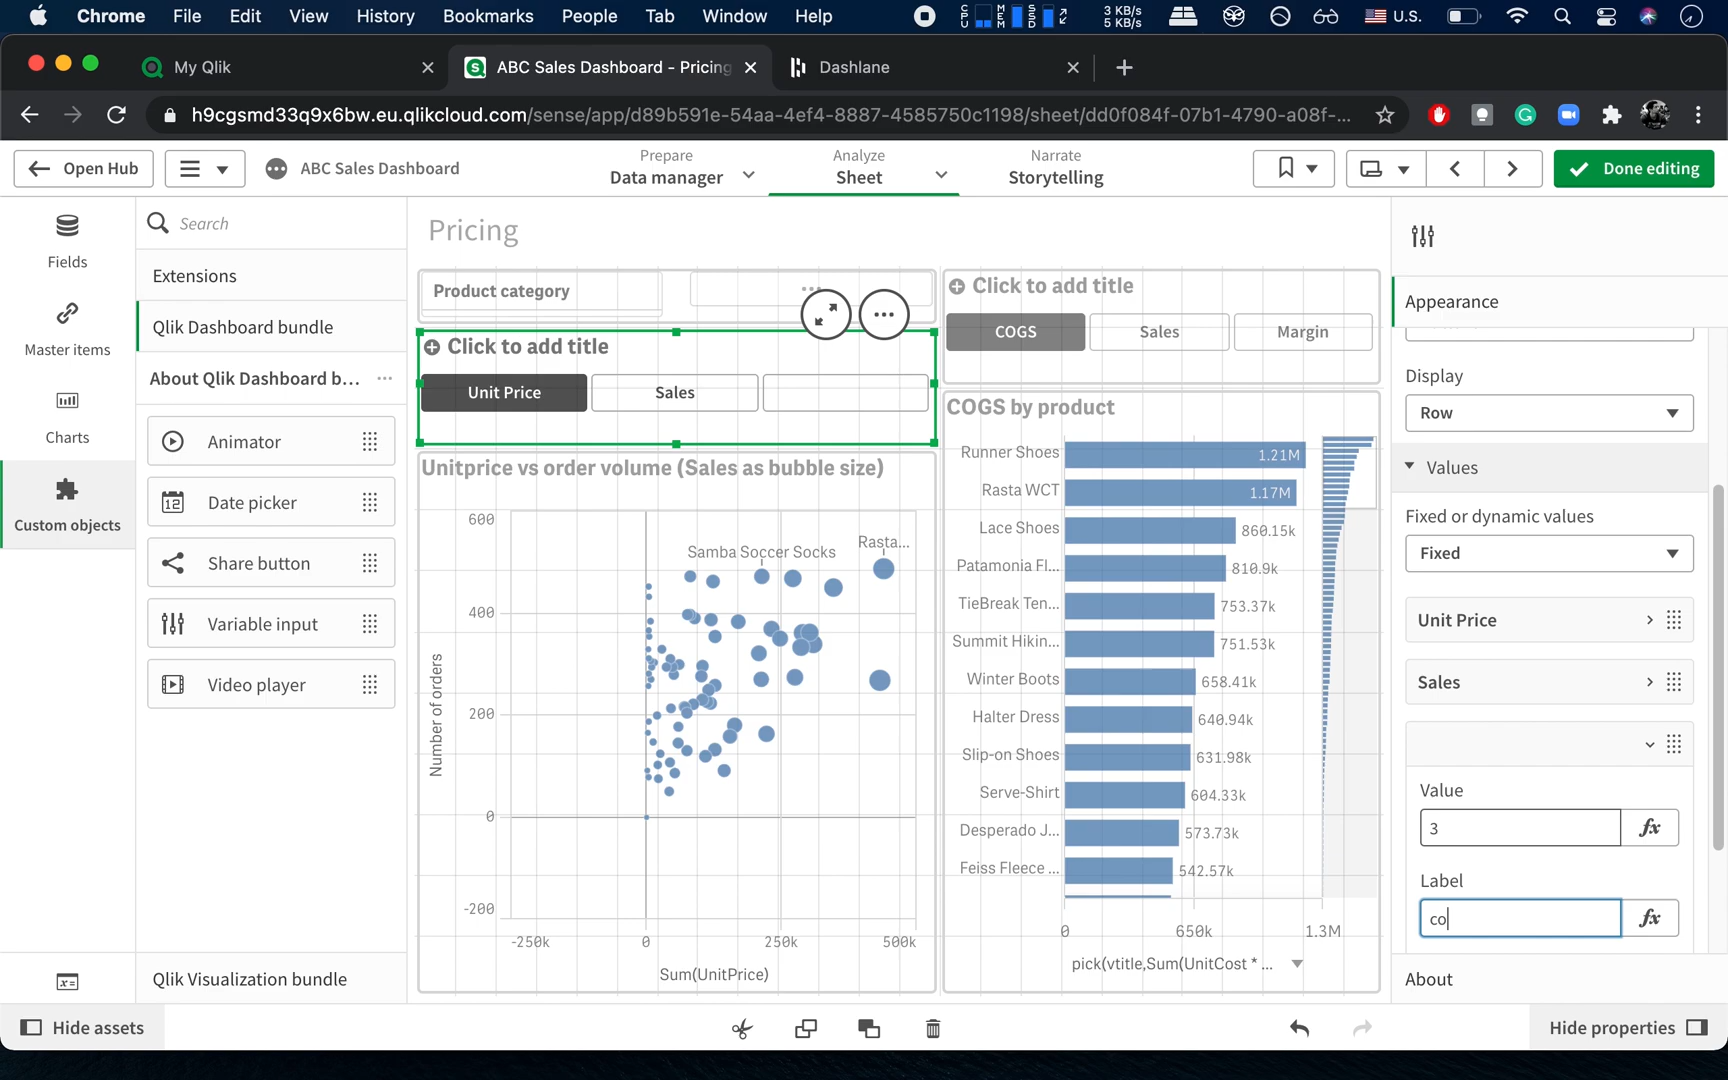 Chrome File Edit View History Bookmarks People Tab Window Help
CPU MEM SSD
3 KB/s
5 KB/s
U.S.
My Qlik
ABC Sales Dashboard - Pricing
Dashlane
h9cgsmd33q9x6bw.eu.qlikcloud.com/sense/app/d89b591e-54aa-4ef4-8887-4585750c1198/sheet/dd0f084f-07b1-4790-a08f-...
Open Hub
ABC Sales Dashboard
Prepare
Data manager
Analyze
Sheet
Narrate
Storytelling
Done editing
Fields
Master items
Charts
Custom objects
Search
Extensions
Qlik Dashboard bundle
About Qlik Dashboard b... ...
Animator
12
Date picker
Share button
Variable input
Video player
Qlik Visualization bundle
Pricing
Product category
...
...
Click to add title
Unit Price
Sales
Click to add title
COGS
Sales
Margin
Unitprice vs order volume (Sales as bubble size)
Number of orders
600
400
200
0
-200
Samba Soccer Socks
Rasta...
-250k
0
250k
500k
Sum(UnitPrice)
COGS by product
Runner Shoes 1.21M
Rasta WCT 1.17M
Lace Shoes 860.15k
Patamonia Fl... 810.9k
TieBreak Ten... 753.37k
Summit Hikin... 751.53k
Winter Boots 658.41k
Halter Dress 640.94k
Slip-on Shoes 631.98k
Serve-Shirt 604.33k
Desperado J... 573.73k
Feiss Fleece ... 542.57k
0
650k
1.3M
pick(vtitle,Sum(UnitCost * ...
Appearance
Display
Row
Values
Fixed or dynamic values
Fixed
Unit Price
Sales
Value
3
fx
Label
co
fx
About
Hide assets
Hide properties